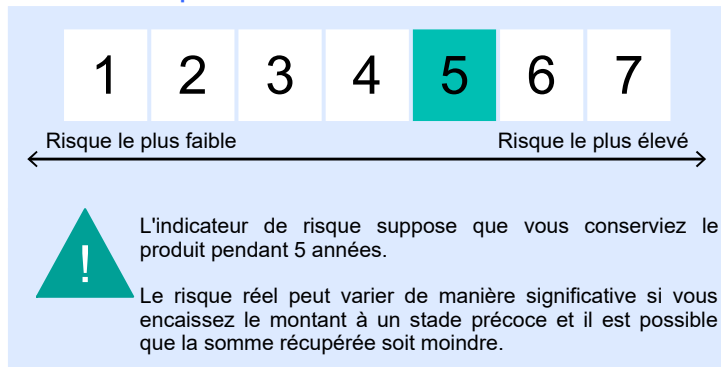 1 2 3 4 5 6 7
Risque le plus faible Risque le plus élevé
!
L'indicateur de risque suppose que vous conserviez le
produit pendant 5 années.
Le risque réel peut varier de manière significative si vous
encaissez le montant à un stade précoce et il est possible
que la somme récupérée soit moindre.